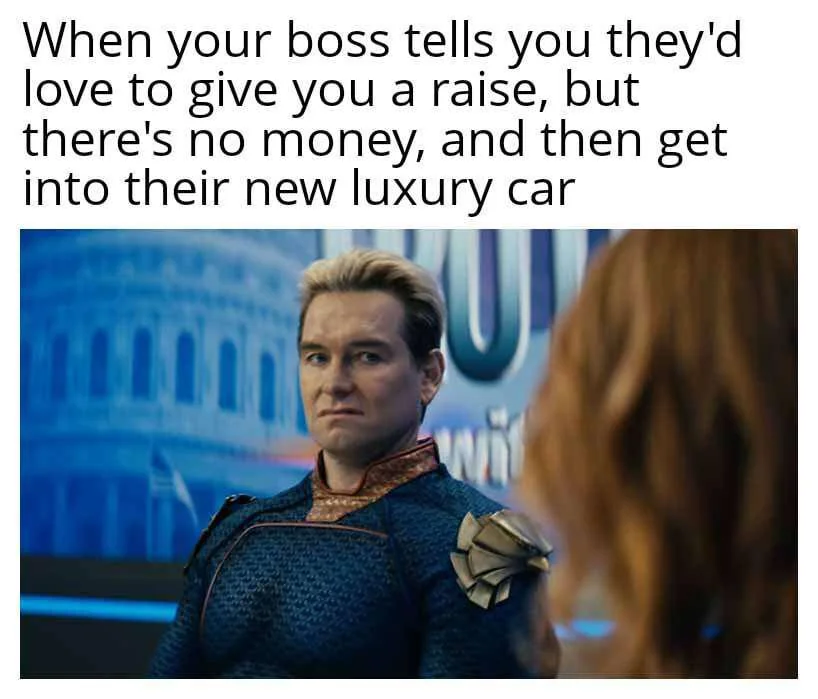 When your boss tells you they'd
love to give you a raise, but
there's no money, and then get
into their new luxury car